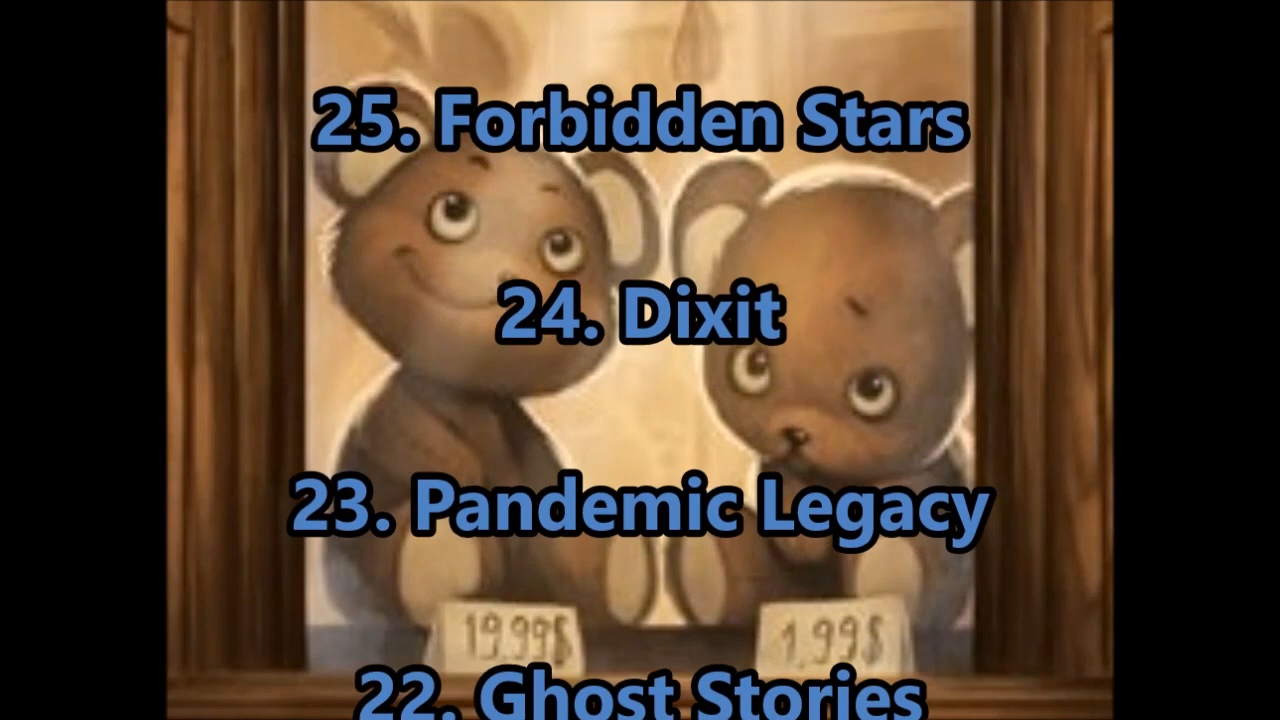 25. Forbidden Stars
24. Dixit
23. Pandemic Legacy
19.99$ 1,99$
22. Ghost Stories